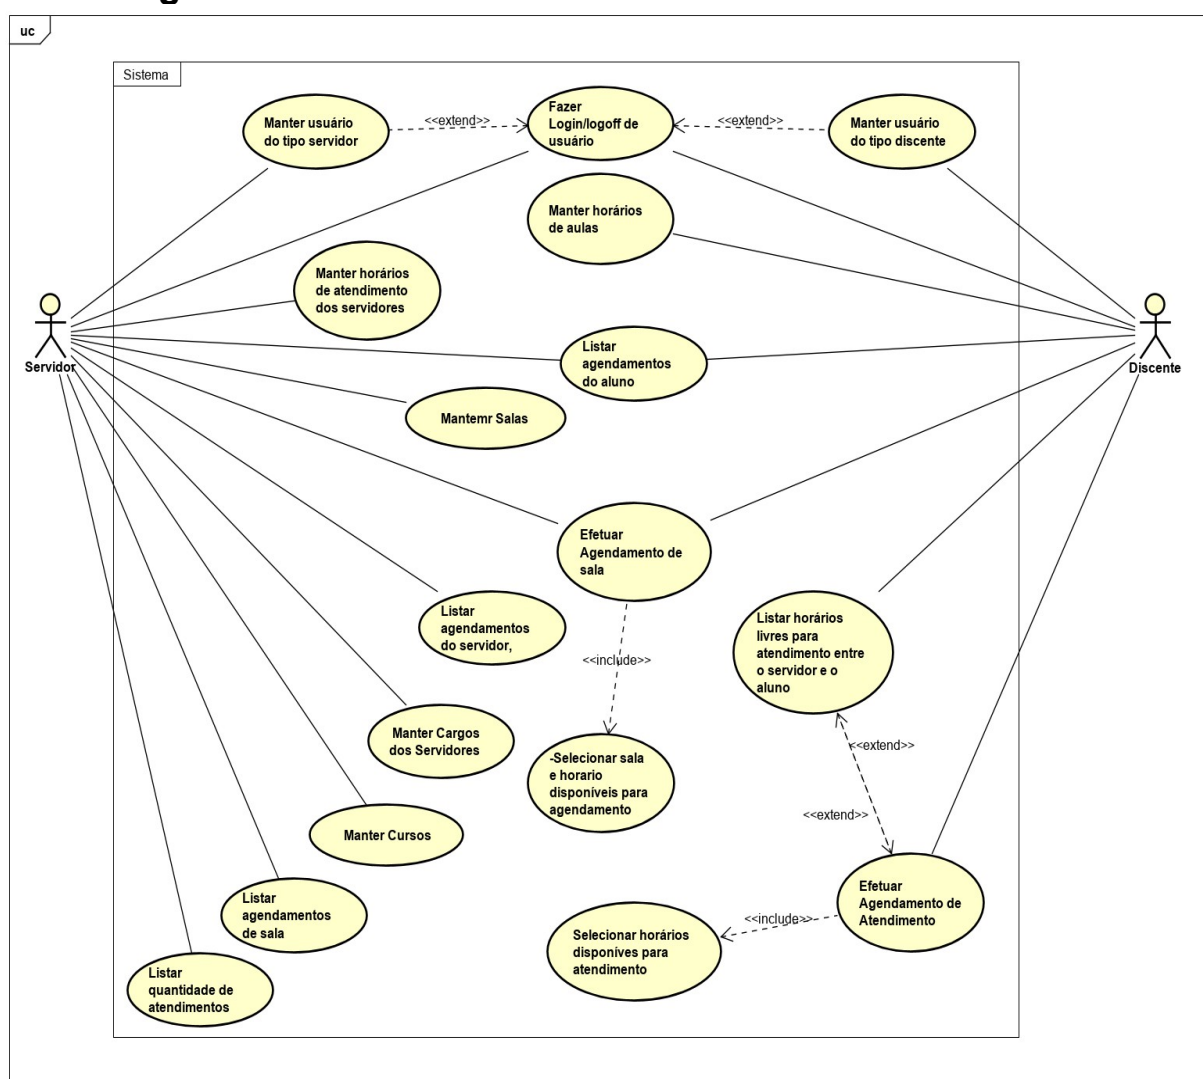 uc
Sistema
Manter usuário
do tipo servidor
<<extend>>
Fazer
Login/logoff de
usuário
<<extend>>
Manter usuário
do tipo discente
Manter horários
de aulas
Manter horários
de atendimento
dos servidores
Servidor
Discente
Listar
agendamentos
do aluno
Mantemr Salas
Efetuar
Agendamento de
sala
Listar
agendamentos
do servidor,
<<include>>
Listar horários
livres para
atendimento entre
o servidor e o
aluno
Manter Cargos
dos Servidores
-Selecionar sala
e horario
disponíveis para
agendamento
<<extend>>
<<extend>>
Manter Cursos
Listar
agendamentos
de sala
Efetuar
Agendamento de
Atendimento
<<include>>
Selecionar horários
disponíves para
atendimento
Listar
quantidade de
atendimentos